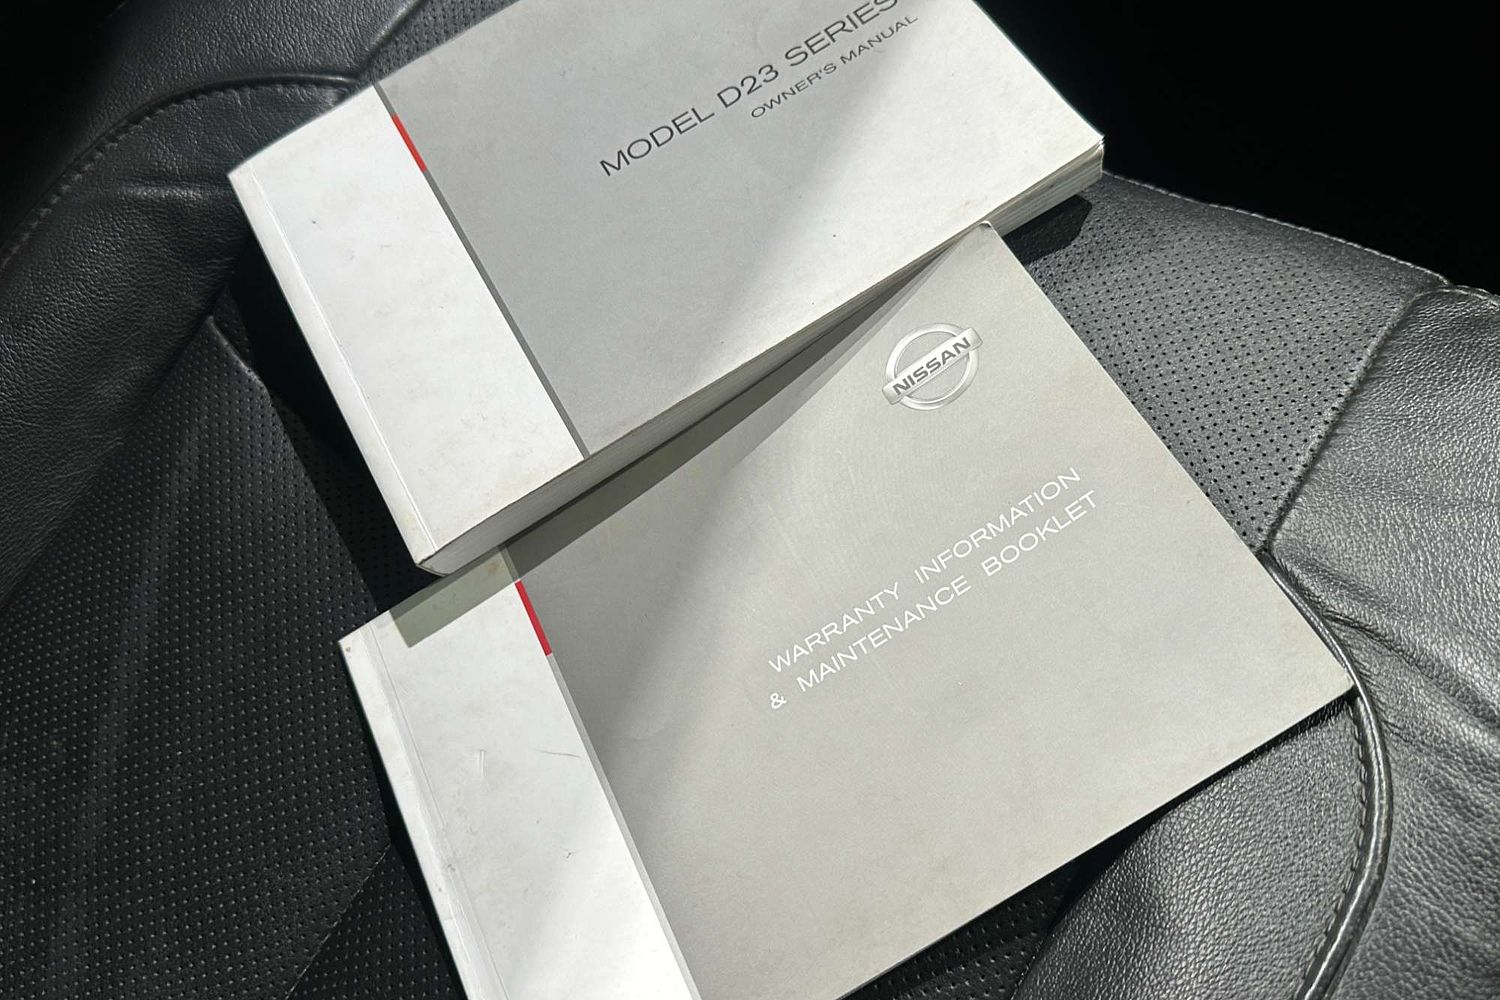 MODEL D23 SERIES
OWNER'S MANUAL
NISSAN
WARRANTY INFORMATION
& MAINTENANCE BOOKLET